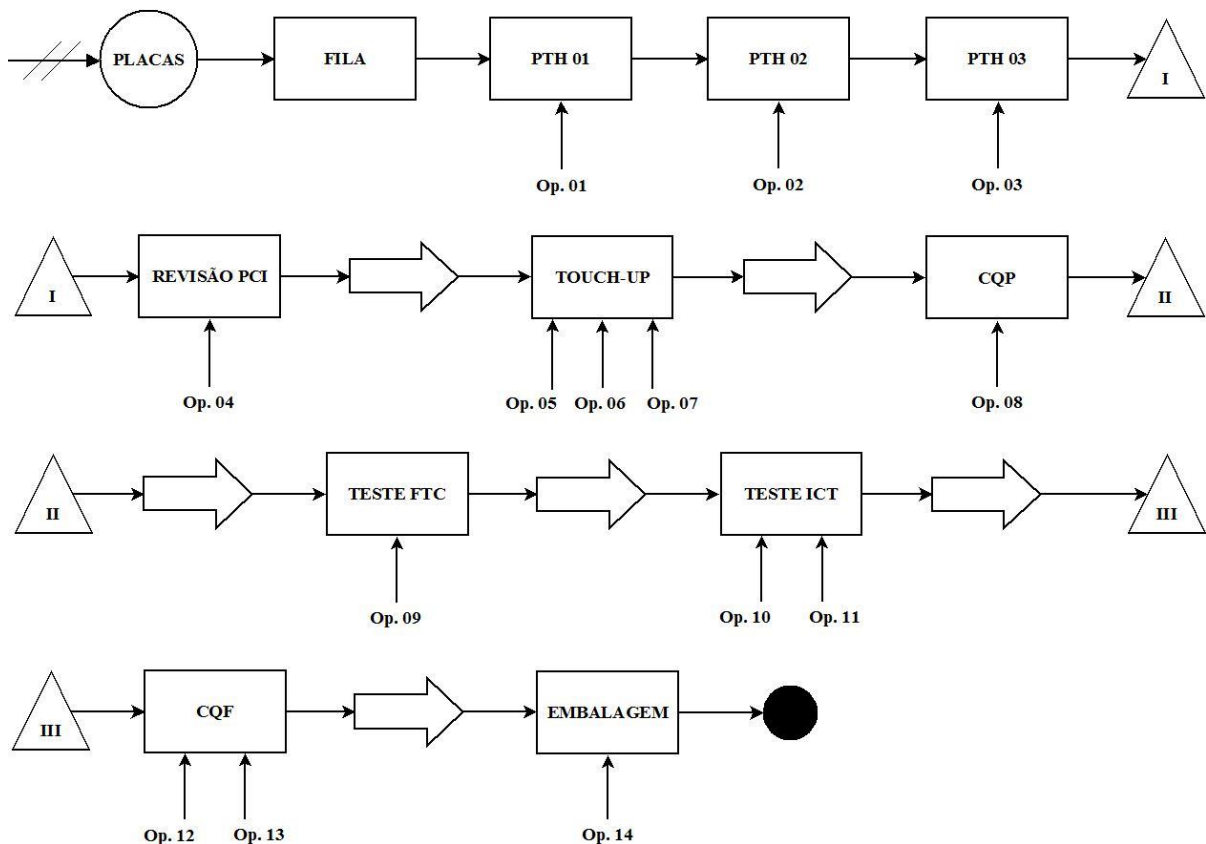 PLACAS
FILA
PTH 01
PTH 02
PTH 03
I
Op. 01
Op. 02
Op. 03
I
REVISÃO PCI
TOUCH-UP
CQP
II
Op. 04
Op. 05
Op. 06
Op. 07
Op. 08
II
TESTE FTC
TESTE ICT
III
Op. 09
Op. 10
Op. 11
III
CQF
EMBALAGEM
Op. 12
Op. 13
Op. 14